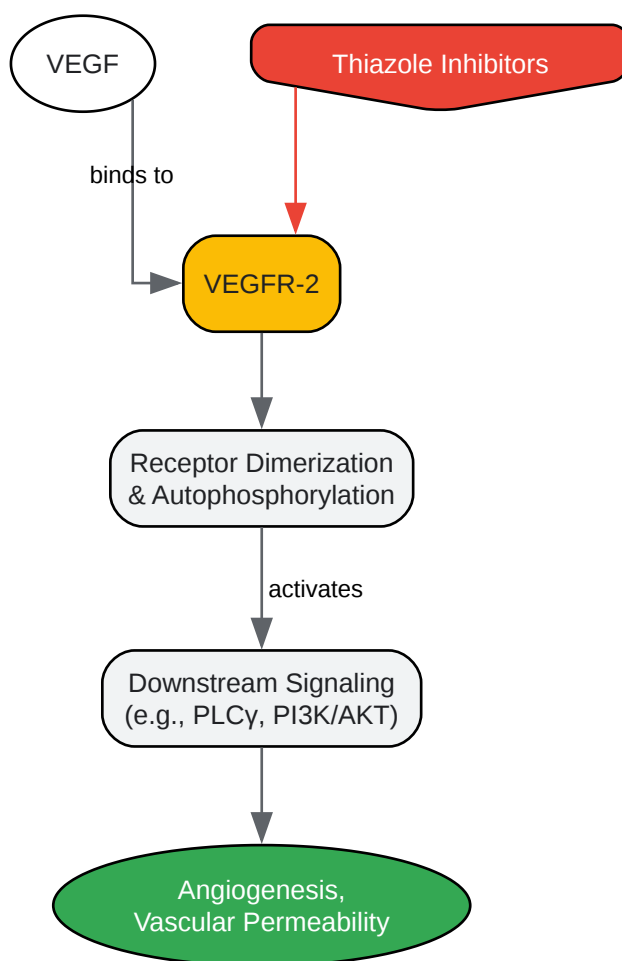 VEGF
Thiazole Inhibitors
binds to
VEGFR-2
Receptor Dimerization
& Autophosphorylation
activates
Downstream Signaling
(e.g., PLCγ, PI3K/AKT)
Angiogenesis,
Vascular Permeability